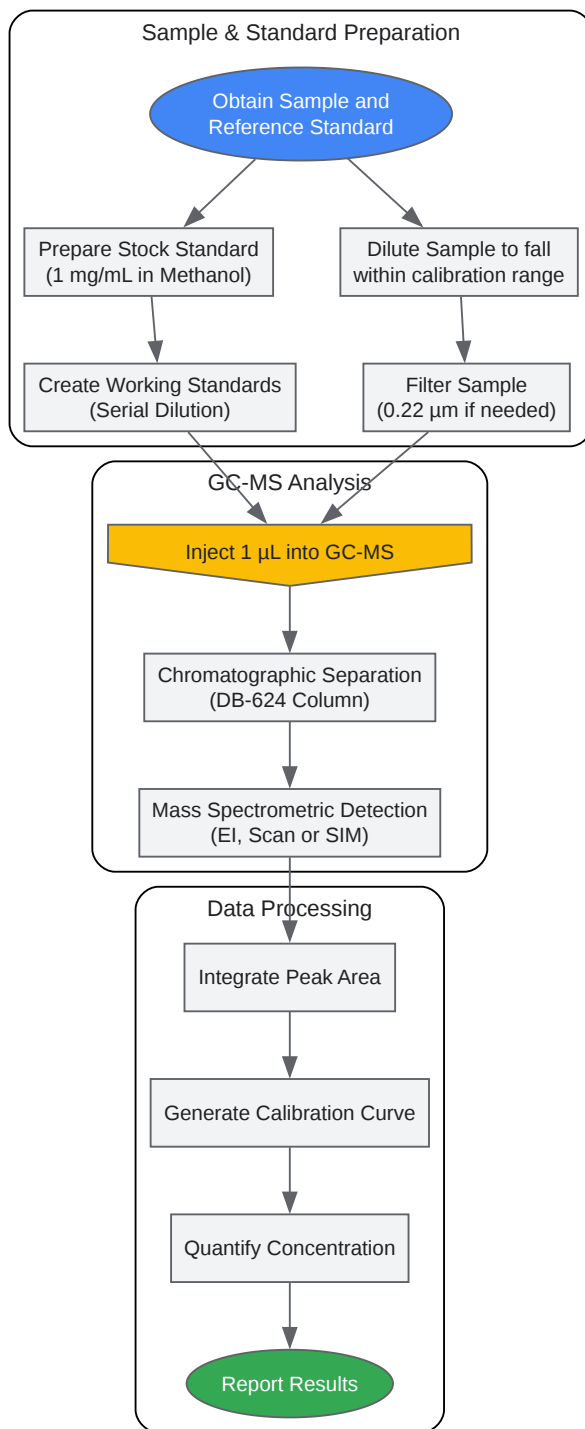 Sample & Standard Preparation
Obtain Sample and
Reference Standard
Prepare Stock Standard
(1 mg/mL in Methanol)
Dilute Sample to fall
within calibration range
Create Working Standards
(Serial Dilution)
Filter Sample
(0.22 µm if needed)
GC-MS Analysis
Inject 1 µL into GC-MS
Chromatographic Separation
(DB-624 Column)
Mass Spectrometric Detection
(EI, Scan or SIM)
Data Processing
Integrate Peak Area
Generate Calibration Curve
Quantify Concentration
Report Results